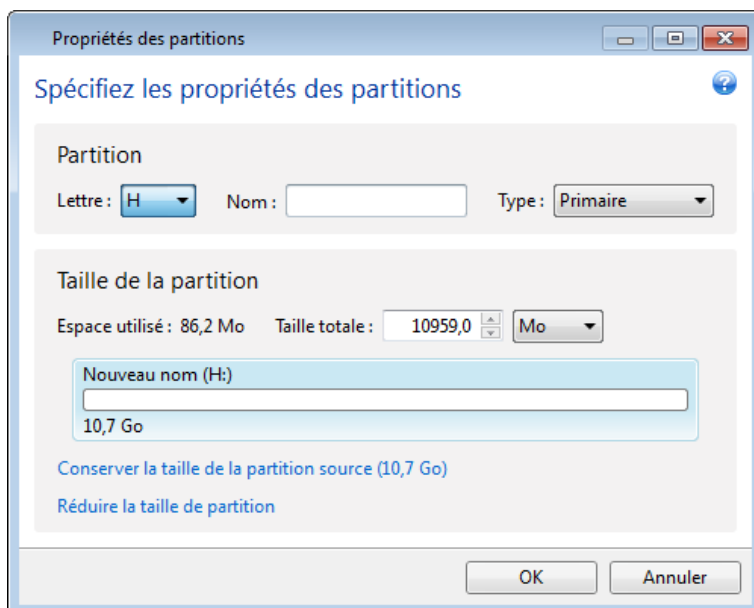 Propriétés des partitions
Spécifiez les propriétés des partitions
Partition
Lettre : H Nom : Type : Primaire
Taille de la partition
Espace utilisé : 86,2 Mo Taille totale : 10959,0 Mo
Nouveau nom (H:)
10,7 Go
Conserver la taille de la partition source (10,7 Go)
Réduire la taille de partition
OK Annuler